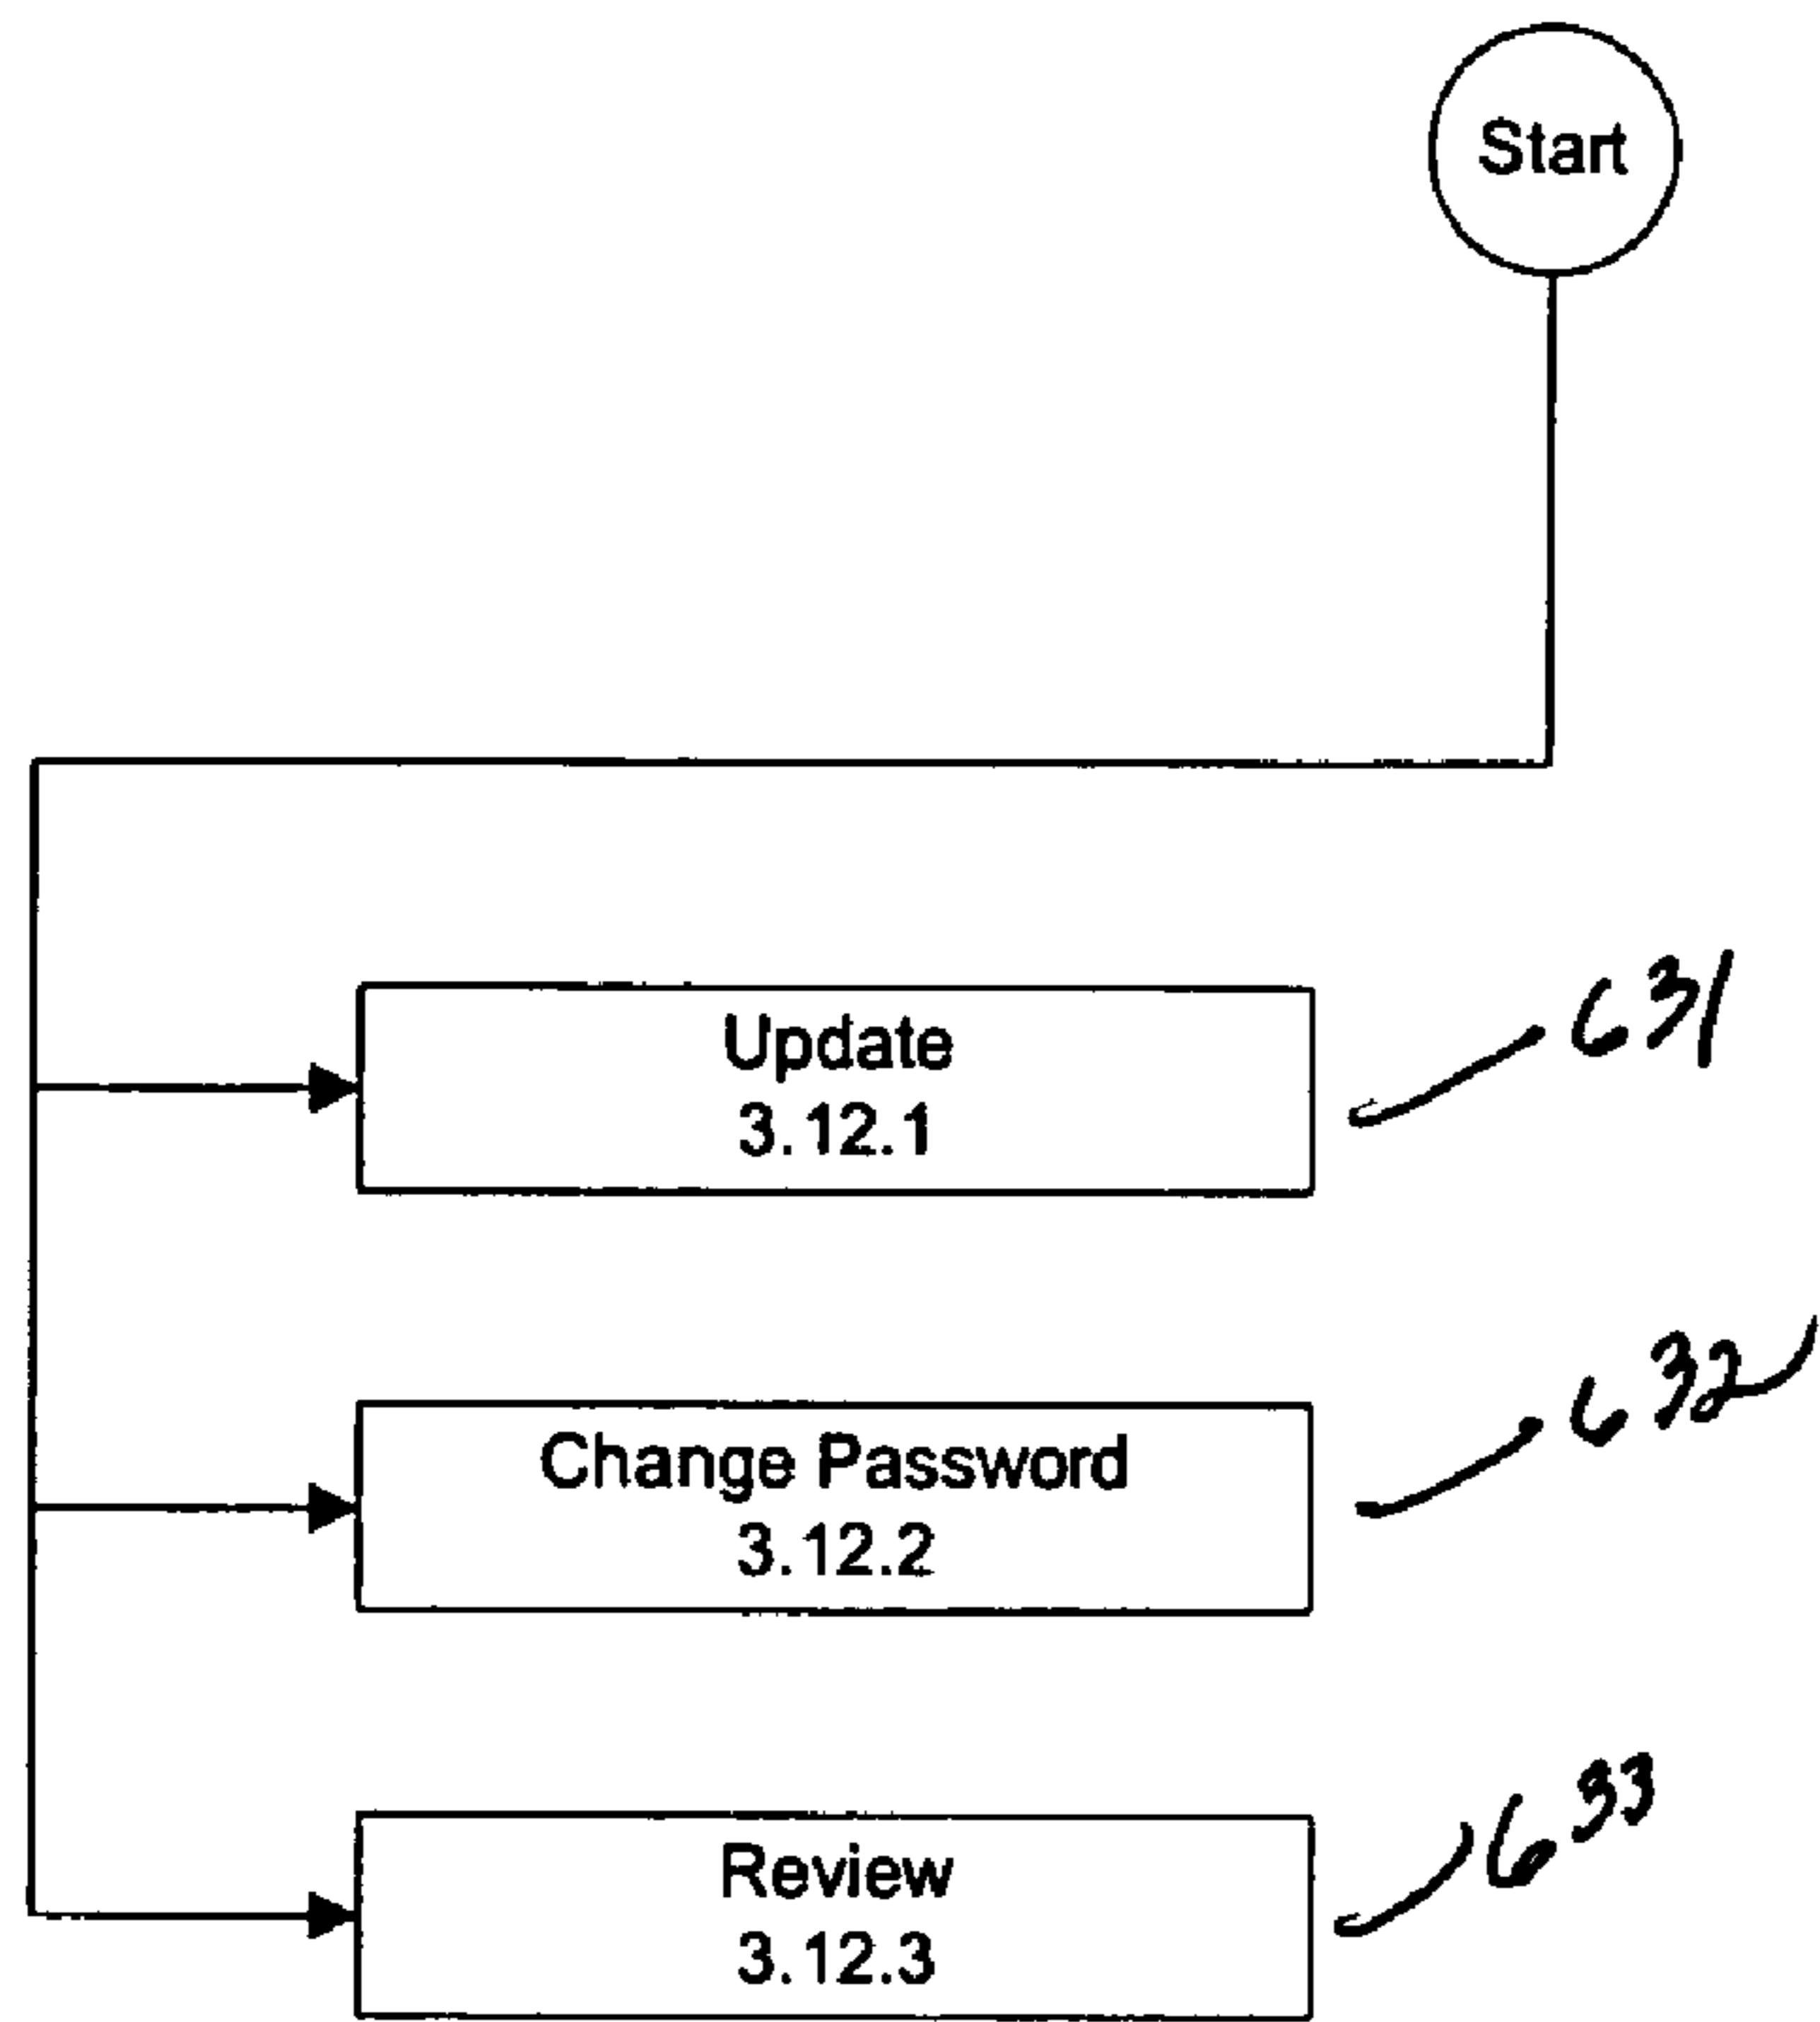 Start
Update
3.12.1
631
Change Password
3.12.2
632
Review
3.12.3
633